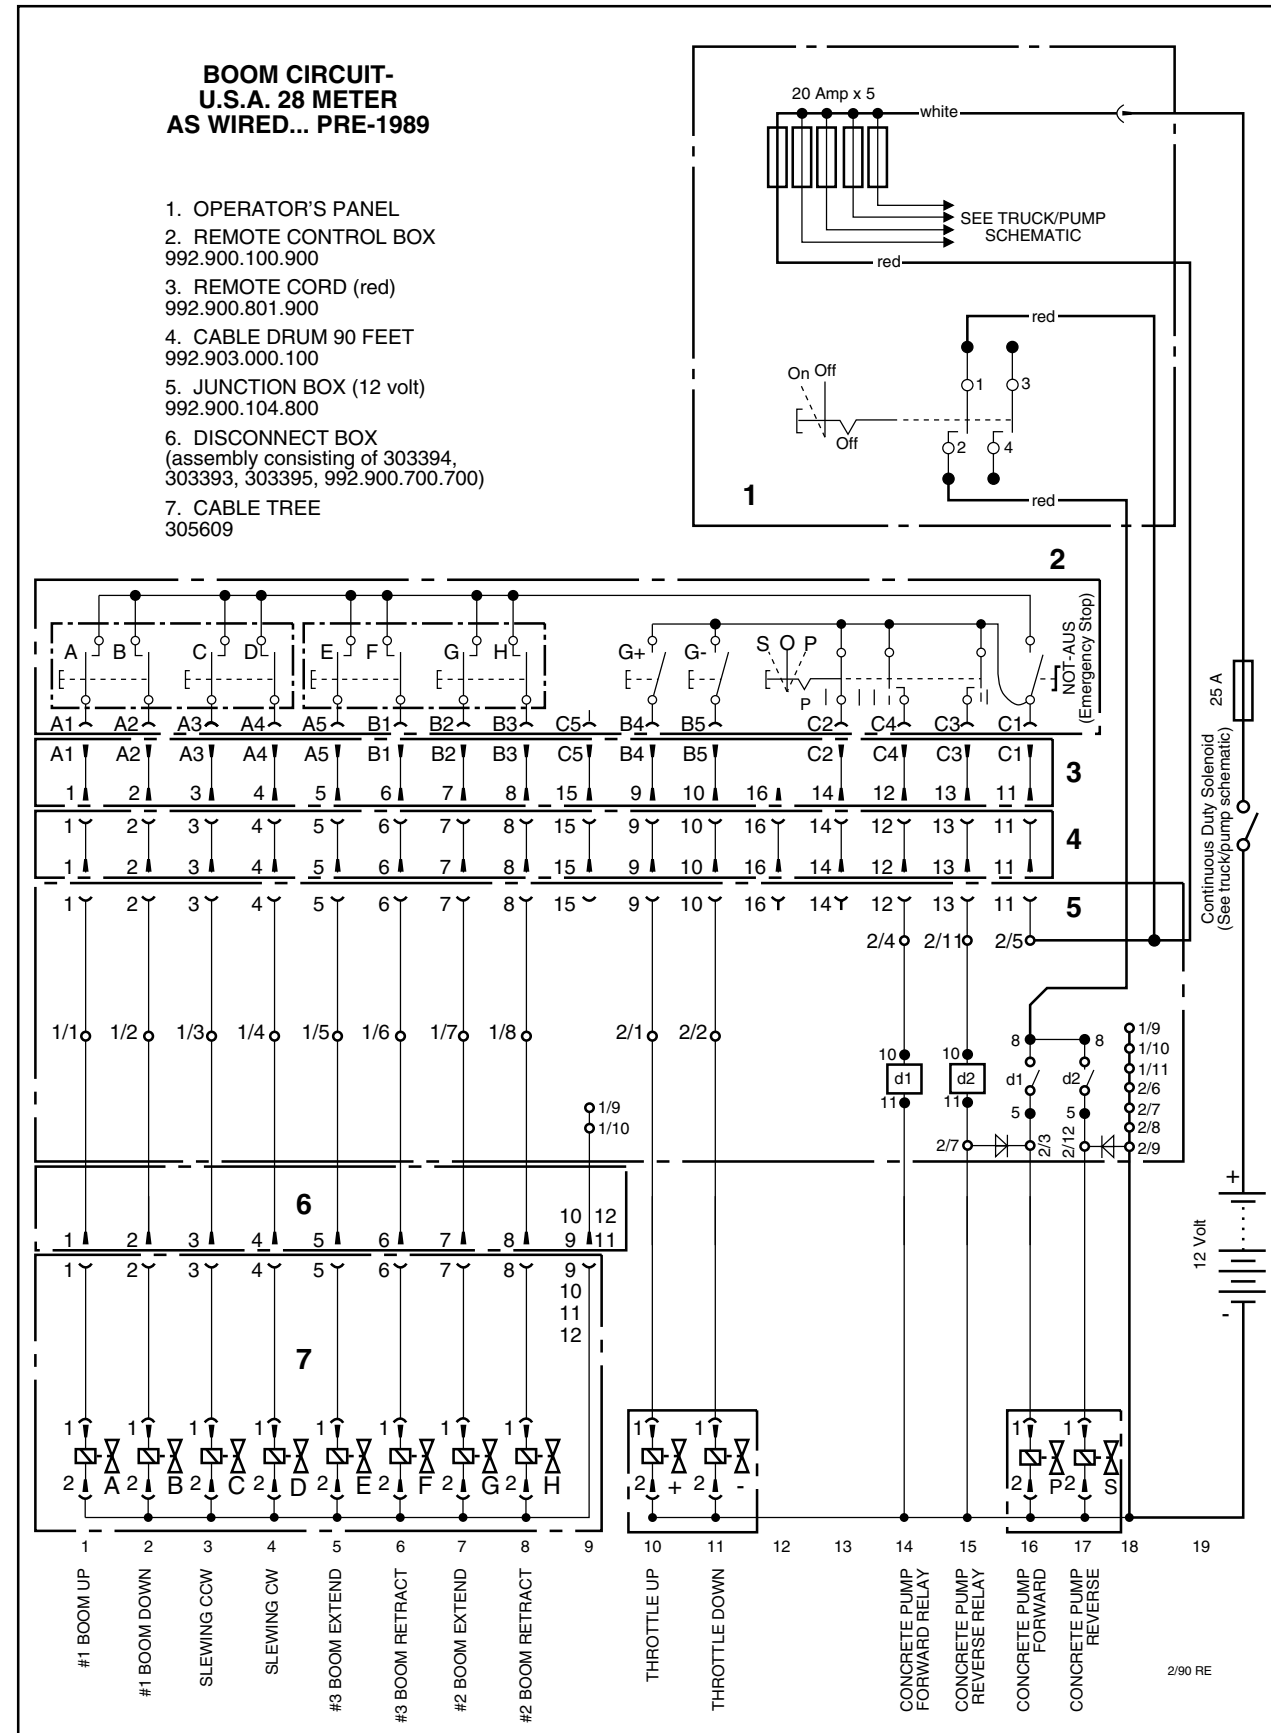 BOOM CIRCUIT-
U.S.A. 28 METER
AS WIRED... PRE-1989
1. OPERATOR'S PANEL
2. REMOTE CONTROL BOX
992.900.100.900
3. REMOTE CORD (red)
992.900.801.900
4. CABLE DRUM 90 FEET
992.903.000.100
5. JUNCTION BOX (12 volt)
992.900.104.800
6. DISCONNECT BOX
(assembly consisting of 303394,
303393, 303395, 992.900.700.700)
7. CABLE TREE
305609
20 Amp x 5
white
SEE TRUCK/PUMP
SCHEMATIC
red
red
On Off
1 3
Off
2 4
1
red
2
A B C D E F G H G+ G- S O P
P
NOT-AUS
(Emergency Stop)
A1 A2 A3 A4 A5 B1 B2 B3 C5 B4 B5 C2 C4 C3 C1
A1 A2 A3 A4 A5 B1 B2 B3 C5 B4 B5 C2 C4 C3 C1
3
1 2 3 4 5 6 7 8 15 9 10 16 14 12 13 11
1 2 3 4 5 6 7 8 15 9 10 16 14 12 13 11
4
1 2 3 4 5 6 7 8 15 9 10 16 14 12 13 11
1 2 3 4 5 6 7 8 15 9 10 16 14 12 13 11
5
25 A
Continuous Duty Solenoid
(See truck/pump schematic)
2/4 2/11 2/5
1/1 1/2 1/3 1/4 1/5 1/6 1/7 1/8 2/1 2/2
8 8
10 10
d1 d2 d1 d2
11 11 5 5
1/9
1/10
1/11
2/6
2/7
2/8
2/9
1/9
1/10
2/7 2/3 2/12
6
10 12
1 2 3 4 5 6 7 8 9 11
1 2 3 4 5 6 7 8 9
10
11
12
7
+
12 Volt
-
1 1 1 1 1 1 1 1 1 1 1 1
2 A 2 B 2 C 2 D 2 E 2 F 2 G 2 H 2 + 2 - 2 P 2 S
1 2 3 4 5 6 7 8 9 10 11 12 13 14 15 16 17 18 19
#1 BOOM UP
#1 BOOM DOWN
SLEWING CCW
SLEWING CW
#3 BOOM EXTEND
#3 BOOM RETRACT
#2 BOOM EXTEND
#2 BOOM RETRACT
THROTTLE UP
THROTTLE DOWN
CONCRETE PUMP
FORWARD RELAY
CONCRETE PUMP
REVERSE RELAY
CONCRETE PUMP
FORWARD
CONCRETE PUMP
REVERSE
2/90 RE